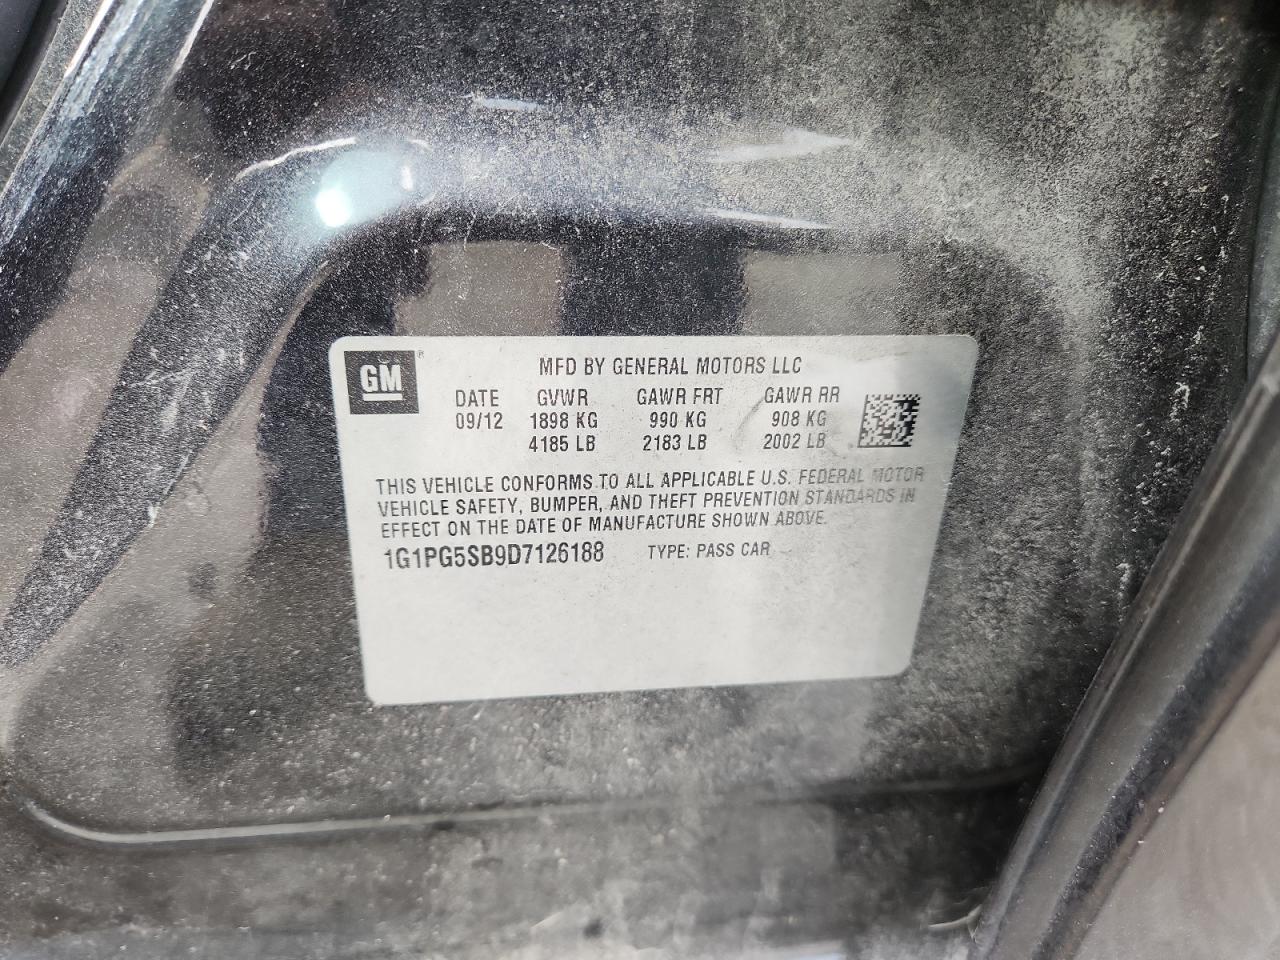 GM
MFD BY GENERAL MOTORS LLC
DATE GVWR GAWR FRT GAWR RR
09/12 1898 KG 990 KG 908 KG
4185 LB 2183 LB 2002 LB
THIS VEHICLE CONFORMS TO ALL APPLICABLE U.S. FEDERAL MOTOR
VEHICLE SAFETY, BUMPER, AND THEFT PREVENTION STANDARDS IN
EFFECT ON THE DATE OF MANUFACTURE SHOWN ABOVE.
1G1PG5SB9D7126188 TYPE: PASS CAR